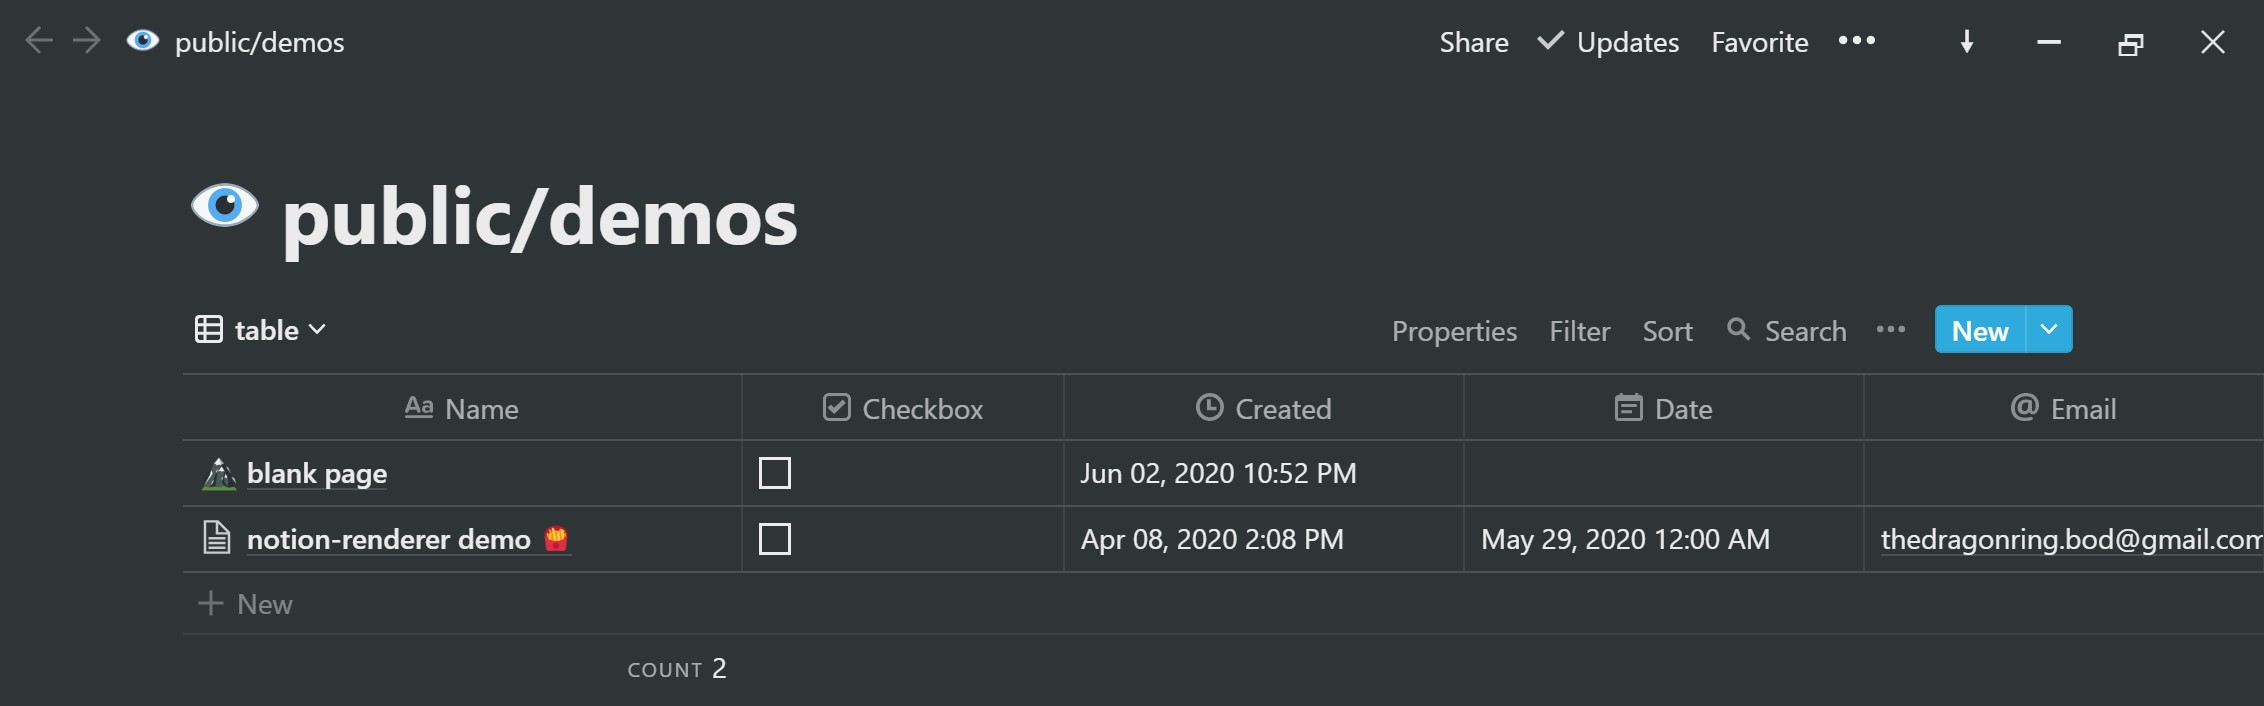 public/demos Share Updates Favorite
public/demos
table Properties Filter Sort Search New
Aa Name Checkbox Created Date @ Email
blank page Jun 02, 2020 10:52 PM
notion-renderer demo 🍟 Apr 08, 2020 2:08 PM May 29, 2020 12:00 AM thedragonring.bod@gmail.com
+ New
COUNT 2